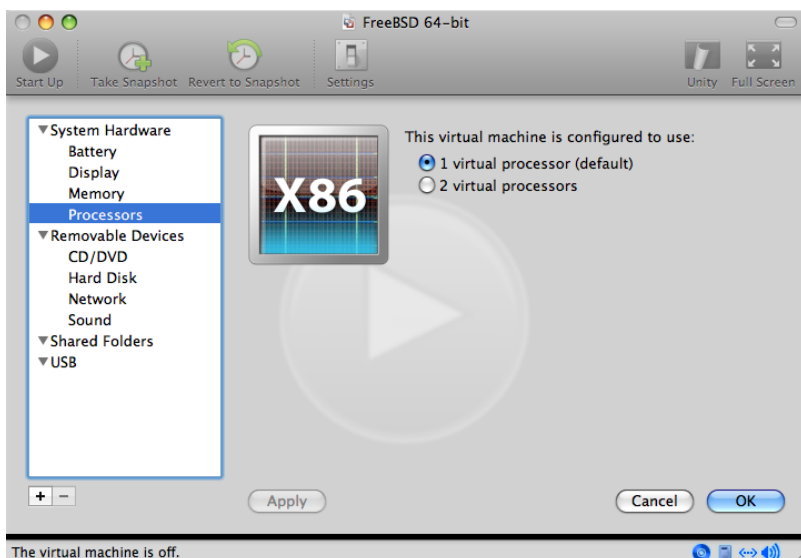 FreeBSD 64-bit
Start Up
Take Snapshot
Revert to Snapshot
Settings
Unity
Full Screen
System Hardware
Battery
Display
Memory
Processors
Removable Devices
CD/DVD
Hard Disk
Network
Sound
Shared Folders
USB
X86
This virtual machine is configured to use:
1 virtual processor (default)
2 virtual processors
+ −
Apply
Cancel
OK
The virtual machine is off.